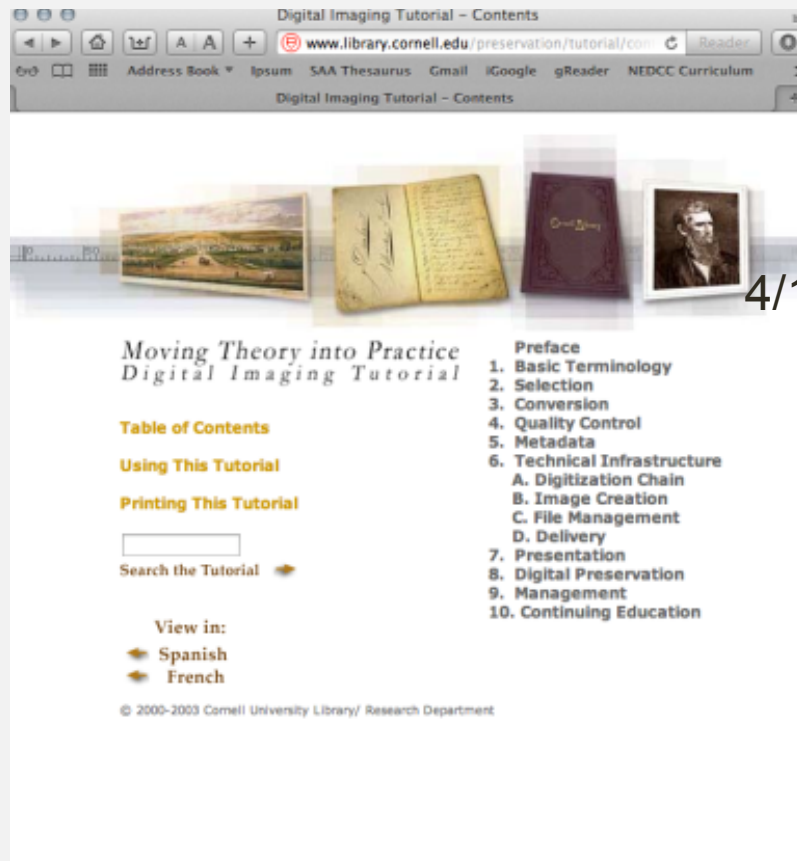 Digital Imaging Tutorial – Contents
A A + www.library.cornell.edu/preservation/tutorial/con C Reader
Address Book Ipsum SAA Thesaurus Gmail iGoogle gReader NEDCC Curriculum
Digital Imaging Tutorial – Contents
Cornell Library
4/1
Moving Theory into Practice
Digital Imaging Tutorial
Table of Contents
Using This Tutorial
Printing This Tutorial
Search the Tutorial
View in:
Spanish
French
Preface
1. Basic Terminology
2. Selection
3. Conversion
4. Quality Control
5. Metadata
6. Technical Infrastructure
A. Digitization Chain
B. Image Creation
C. File Management
D. Delivery
7. Presentation
8. Digital Preservation
9. Management
10. Continuing Education
© 2000-2003 Cornell University Library/ Research Department